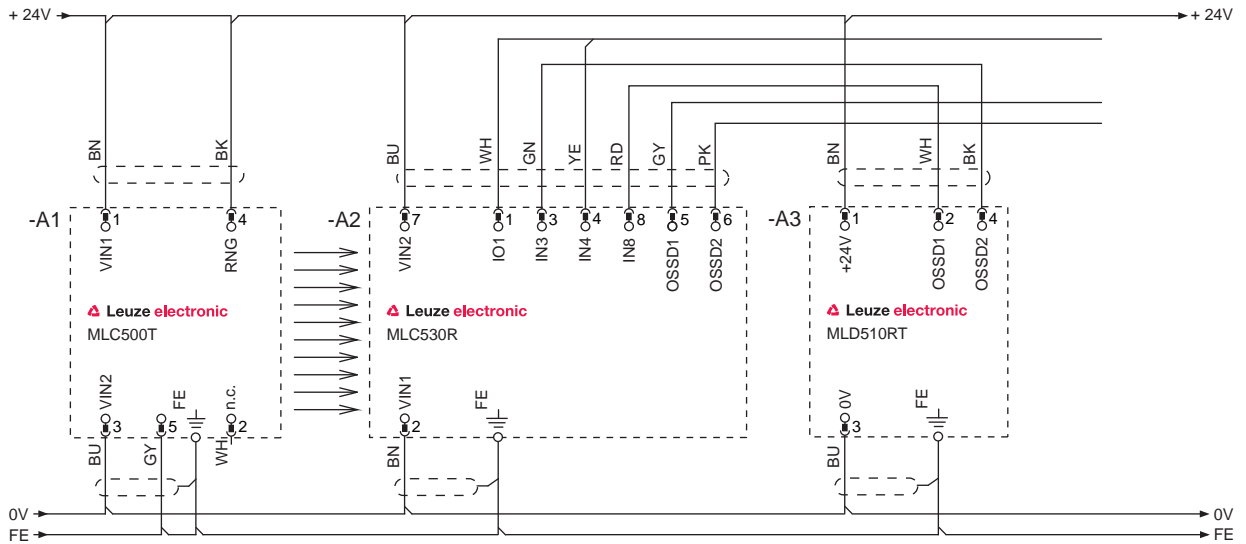 + 24V
+ 24V
BN
BK
BU
WH
GN
YE
RD
GY
PK
BN
WH
BK
-A1
1
4
-A2
7
1
3
4
8
5
6
-A3
1
2
4
VIN1
RNG
VIN2
IO1
IN3
IN4
IN8
OSSD1
OSSD2
+24V
OSSD1
OSSD2
Leuze electronic
MLC500T
Leuze electronic
MLC530R
Leuze electronic
MLD510RT
VIN2
FE
n.c.
VIN1
FE
0V
FE
3
5
2
2
3
BU
GY
WH
BN
BU
0V
0V
FE
FE